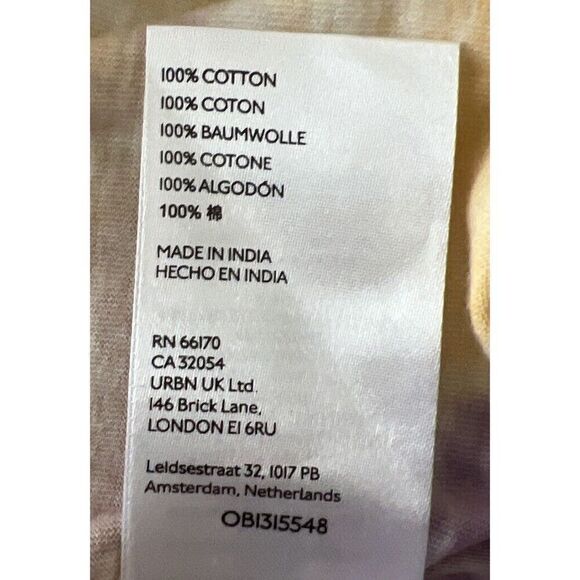 100% COTTON
100% COTON
100% BAUMWOLLE
100% COTONE
100% ALGODÓN
100% 棉
MADE IN INDIA
HECHO EN INDIA
RN 66170
CA 32054
URBN UK Ltd.
146 Brick Lane,
LONDON E1 6RU
Leidsestraat 32, 1017 PB
Amsterdam, Netherlands
OB1315548